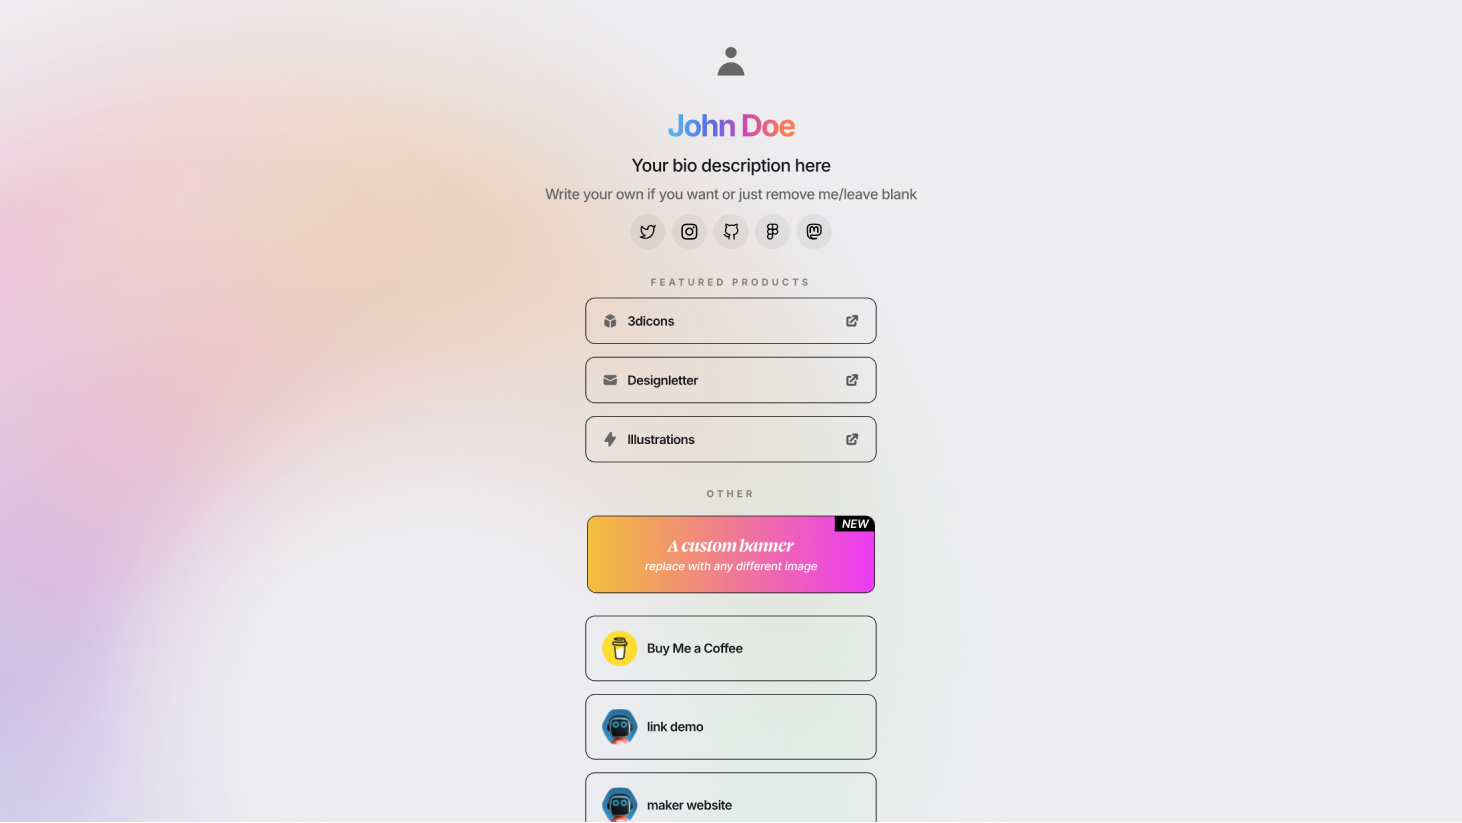 John Doe
Your bio description here
Write your own if you want or just remove me/leave blank
FEATURED PRODUCTS
3dicons
Designletter
Illustrations
OTHER
NEW
A custom banner
replace with any different image
Buy Me a Coffee
link demo
maker website